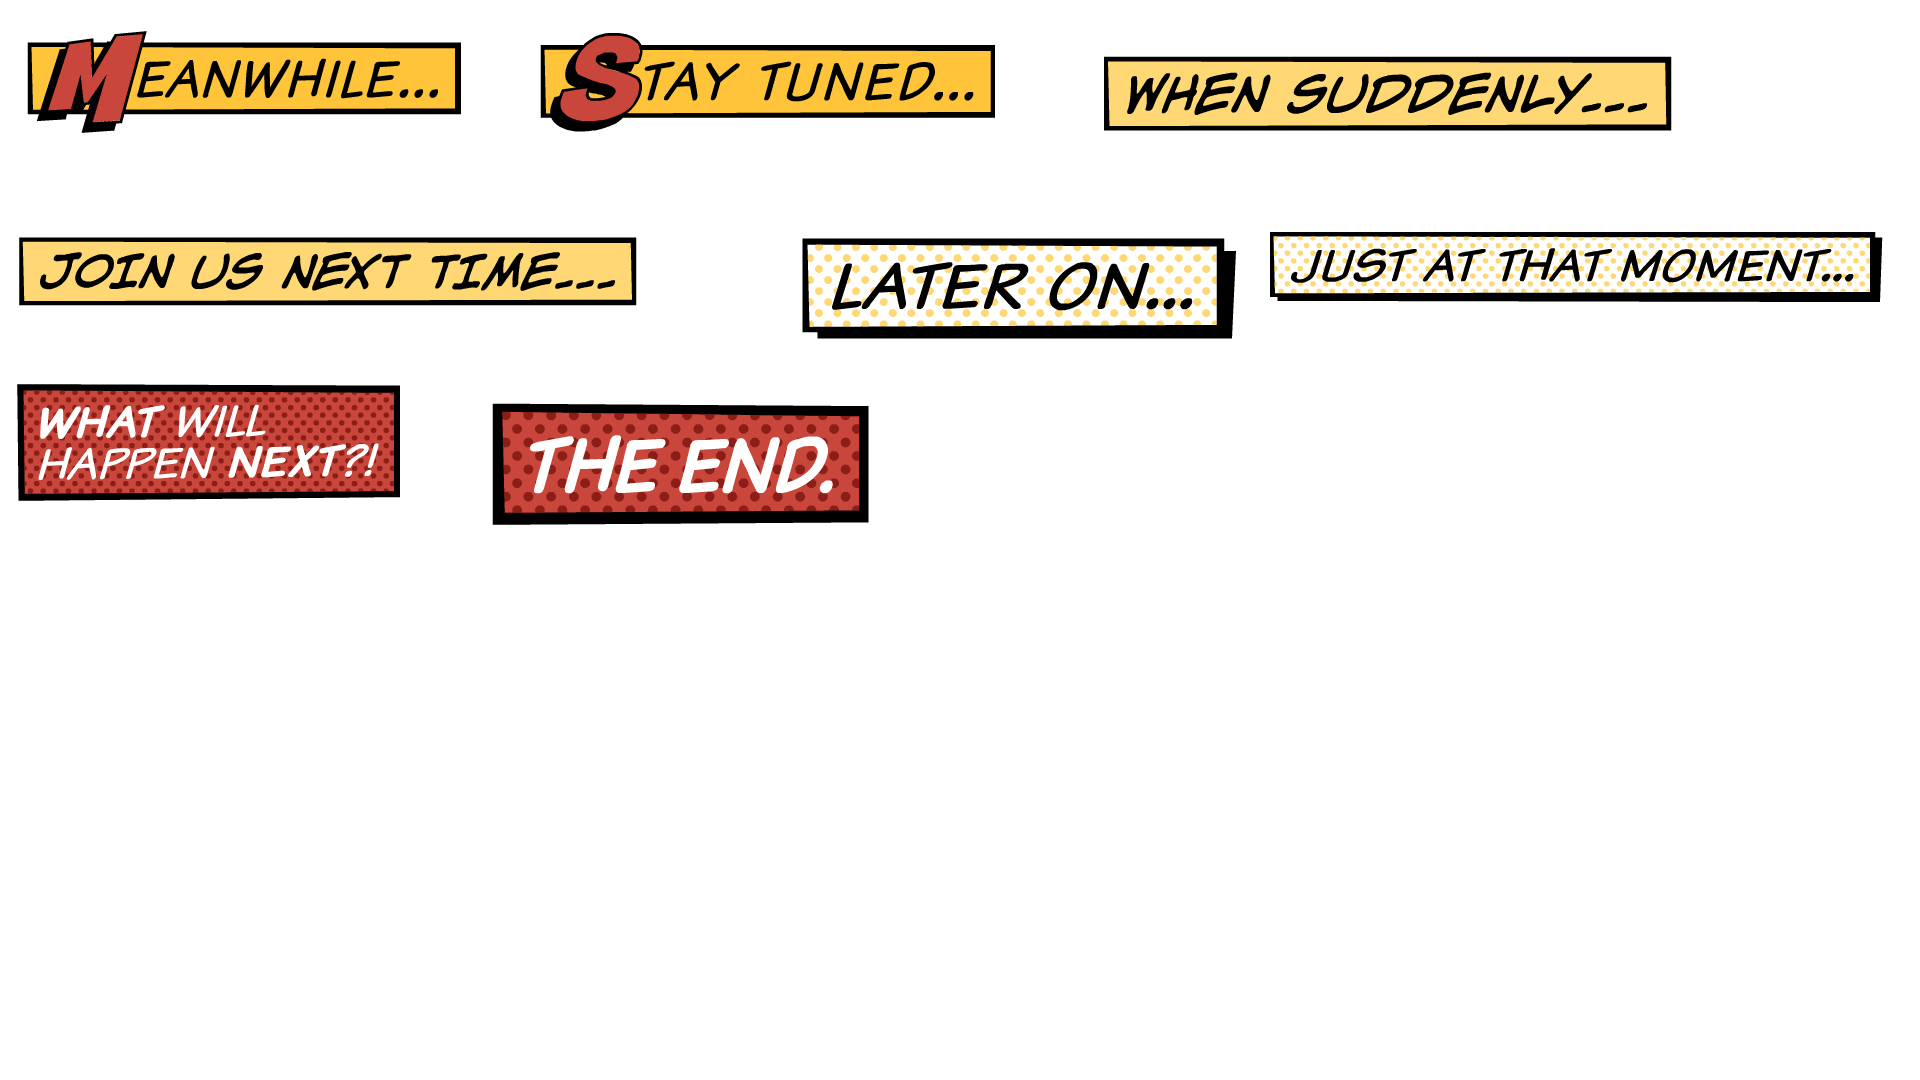 MEANWHILE...
STAY TUNED...
WHEN SUDDENLY...
JOIN US NEXT TIME...
LATER ON...
JUST AT THAT MOMENT...
WHAT WILL
HAPPEN NEXT?!
THE END.